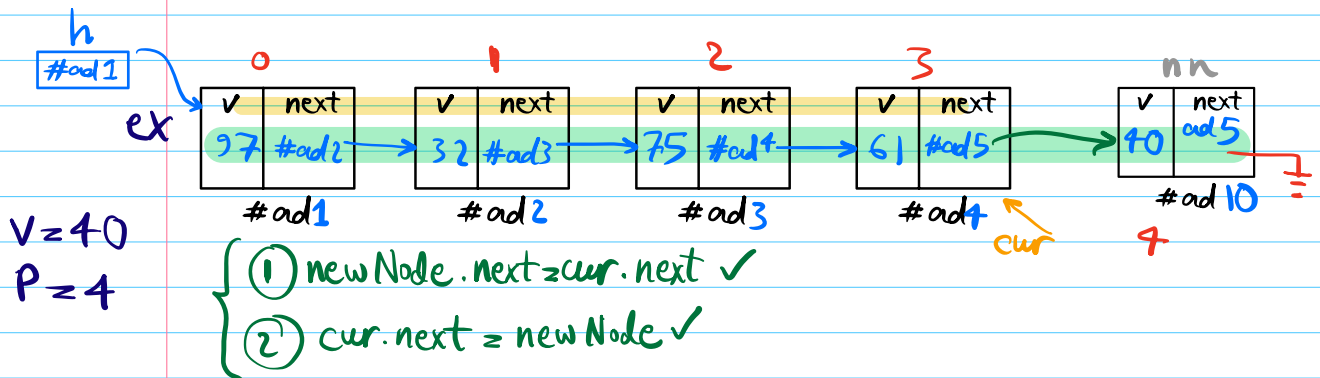 h
#ad1
0 1 2 3 nn
v next v next v next v next v next
ex
97 #ad2 32 #ad3 75 #ad4 61 #ad5 40 ad5
#ad1 #ad2 #ad3 #ad4 #ad10
cur 4
V=40
P=4
① newNode.next=cur.next ✓
② cur.next = newNode ✓